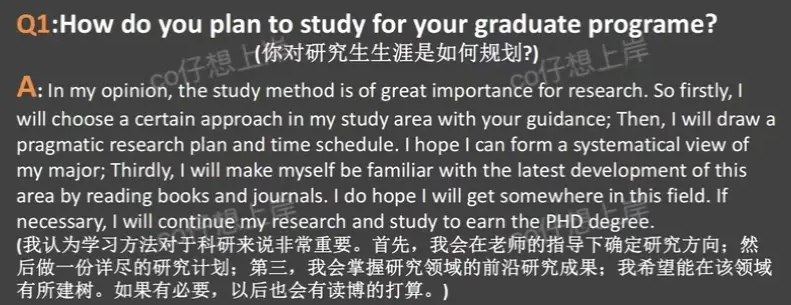 Q1:How do you plan to study for your graduate programe?
(你对研究生生涯是如何规划?)
A: In my opinion, the study method is of great importance for research. So firstly, I
will choose a certain approach in my study area with your guidance; Then, I will draw a
pragmatic research plan and time schedule. I hope I can form a systematical view of
my major; Thirdly, I will make myself be familiar with the latest development of this
area by reading books and journals. I do hope I will get somewhere in this field. If
necessary, I will continue my research and study to earn the PHD degree.
(我认为学习方法对于科研来说非常重要。首先，我会在老师的指导下确定研究方向；然
后做一份详尽的研究计划；第三，我会掌握研究领域的前沿研究成果；我希望能在该领域
有所建树。如果有必要，以后也会有读博的打算。)
co仔想上岸
co仔想上岸
co仔想上岸
co仔想上岸